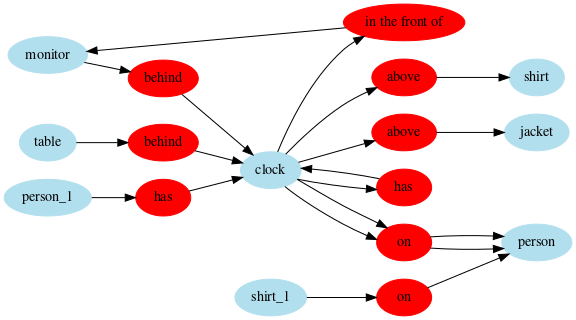 in the front of
monitor
behind
above
shirt
table
behind
above
jacket
clock
person_1
has
has
on
person
shirt_1
on